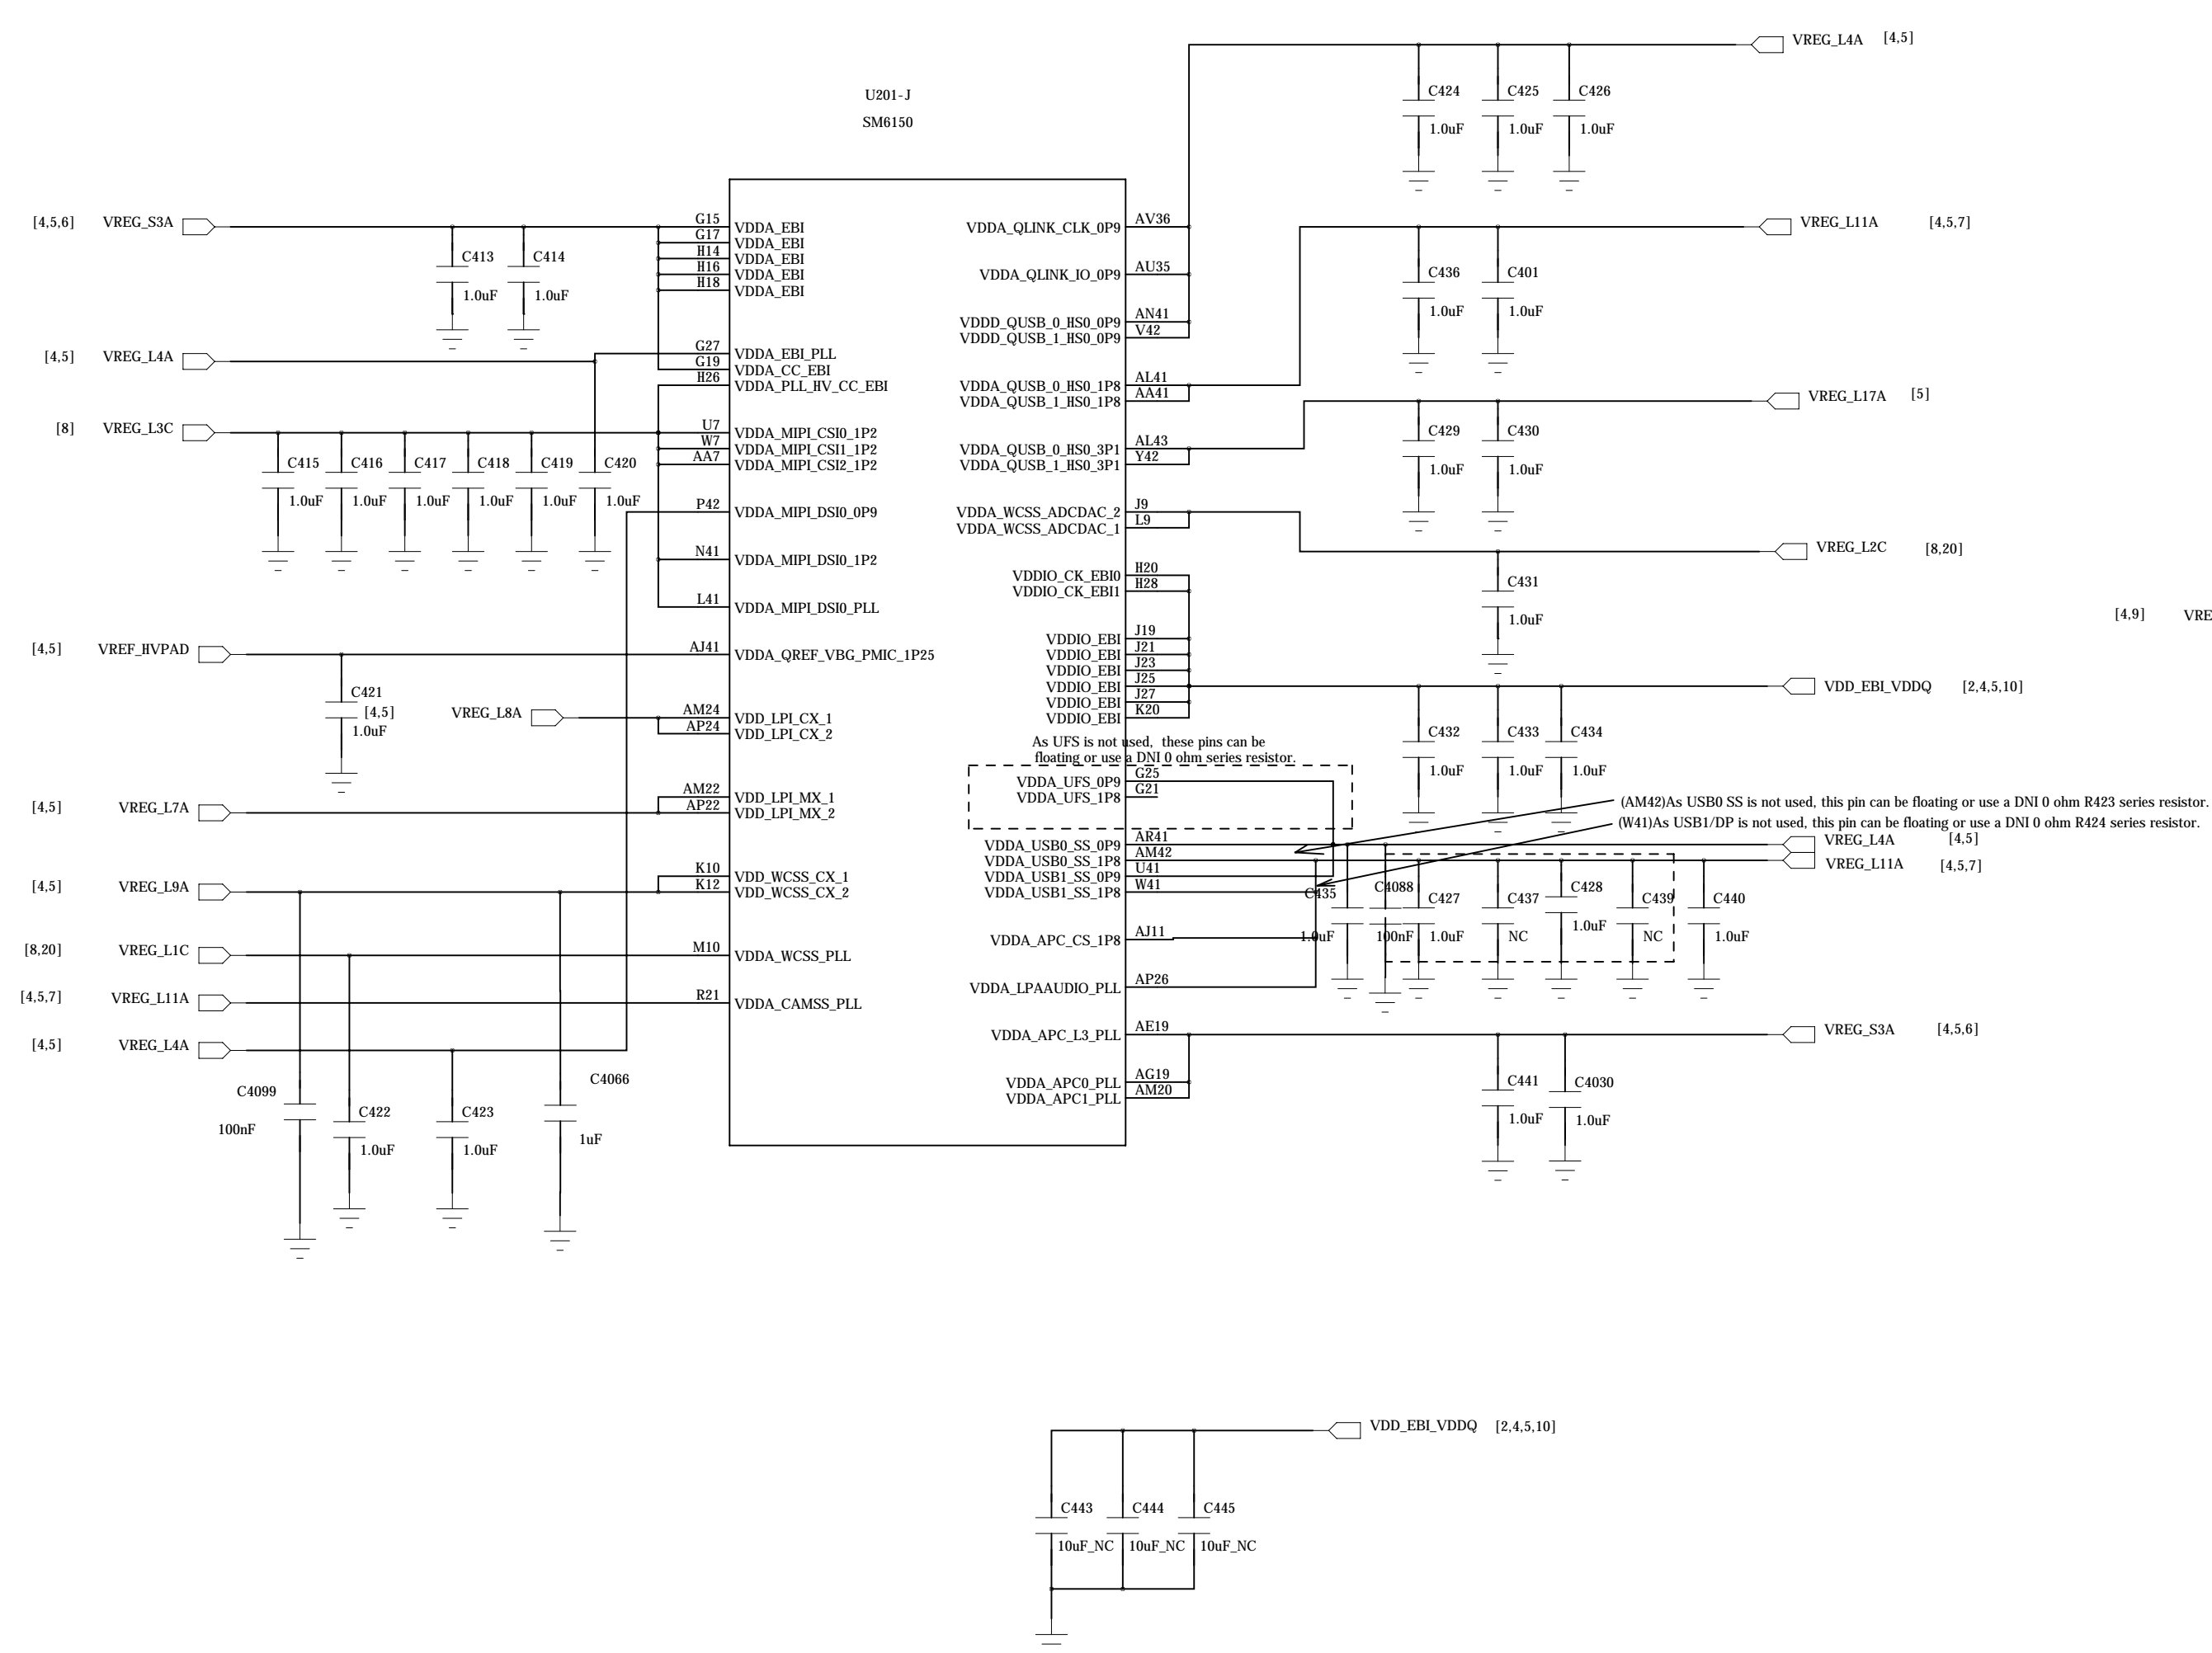 VREG_L4A [4,5]
C424 C425 C426
1.0uF 1.0uF 1.0uF
U201-J
SM6150
[4,5,6] VREG_S3A
C413 C414
1.0uF 1.0uF
[4,5] VREG_L4A
[8] VREG_L3C
C415 C416 C417 C418 C419 C420
1.0uF 1.0uF 1.0uF 1.0uF 1.0uF 1.0uF
[4,5] VREF_HVPAD
C421
1.0uF
[4,5] VREG_L8A
[4,5] VREG_L7A
[4,5] VREG_L9A
[8,20] VREG_L1C
[4,5,7] VREG_L11A
[4,5] VREG_L4A
C4099
100nF
C422
1.0uF
C423
1.0uF
C4066
1uF
G15 VDDA_EBI
G17 VDDA_EBI
H14 VDDA_EBI
H16 VDDA_EBI
H18 VDDA_EBI
G27 VDDA_EBI_PLL
G19 VDDA_CC_EBI
H26 VDDA_PLL_HV_CC_EBI
U7 VDDA_MIPI_CSI0_1P2
W7 VDDA_MIPI_CSI1_1P2
AA7 VDDA_MIPI_CSI2_1P2
P42 VDDA_MIPI_DSI0_0P9
N41 VDDA_MIPI_DSI0_1P2
L41 VDDA_MIPI_DSI0_PLL
AJ41 VDDA_QREF_VBG_PMIC_1P25
AM24 VDD_LPI_CX_1
AP24 VDD_LPI_CX_2
AM22 VDD_LPI_MX_1
AP22 VDD_LPI_MX_2
K10 VDD_WCSS_CX_1
K12 VDD_WCSS_CX_2
M10 VDDA_WCSS_PLL
R21 VDDA_CAMSS_PLL
VDDA_QLINK_CLK_0P9 AV36
VDDA_QLINK_IO_0P9 AU35
VDDD_QUSB_0_HS0_0P9 AN41
VDDD_QUSB_1_HS0_0P9 V42
VDDA_QUSB_0_HS0_1P8 AL41
VDDA_QUSB_1_HS0_1P8 AA41
VDDA_QUSB_0_HS0_3P1 AL43
VDDA_QUSB_1_HS0_3P1 Y42
VDDA_WCSS_ADCDAC_2 J9
VDDA_WCSS_ADCDAC_1 L9
VDDIO_CK_EBI0 H20
VDDIO_CK_EBI1 H28
VDDIO_EBI J19
VDDIO_EBI J21
VDDIO_EBI J23
VDDIO_EBI J25
VDDIO_EBI J27
VDDIO_EBI K20
As UFS is not used, these pins can be
floating or use a DNI 0 ohm series resistor.
VDDA_UFS_0P9 G25
VDDA_UFS_1P8 G21
VDDA_USB0_SS_0P9 AR41
VDDA_USB0_SS_1P8 AM42
VDDA_USB1_SS_0P9 U41
VDDA_USB1_SS_1P8 W41
VDDA_APC_CS_1P8 AJ11
VDDA_LPAAUDIO_PLL AP26
VDDA_APC_L3_PLL AE19
VDDA_APC0_PLL AG19
VDDA_APC1_PLL AM20
VREG_L11A [4,5,7]
C436 C401
1.0uF 1.0uF
VREG_L17A [5]
C429 C430
1.0uF 1.0uF
VREG_L2C [8,20]
C431
1.0uF
[4,9] VRE
VDD_EBI_VDDQ [2,4,5,10]
C432 C433 C434
1.0uF 1.0uF 1.0uF
(AM42)As USB0 SS is not used, this pin can be floating or use a DNI 0 ohm R423 series resistor.
(W41)As USB1/DP is not used, this pin can be floating or use a DNI 0 ohm R424 series resistor.
VREG_L4A [4,5]
VREG_L11A [4,5,7]
C435 C4088 C427 C437 C428 C439 C440
1.0uF 100nF 1.0uF NC 1.0uF NC 1.0uF
VREG_S3A [4,5,6]
C441 C4030
1.0uF 1.0uF
VDD_EBI_VDDQ [2,4,5,10]
C443 C444 C445
10uF_NC 10uF_NC 10uF_NC